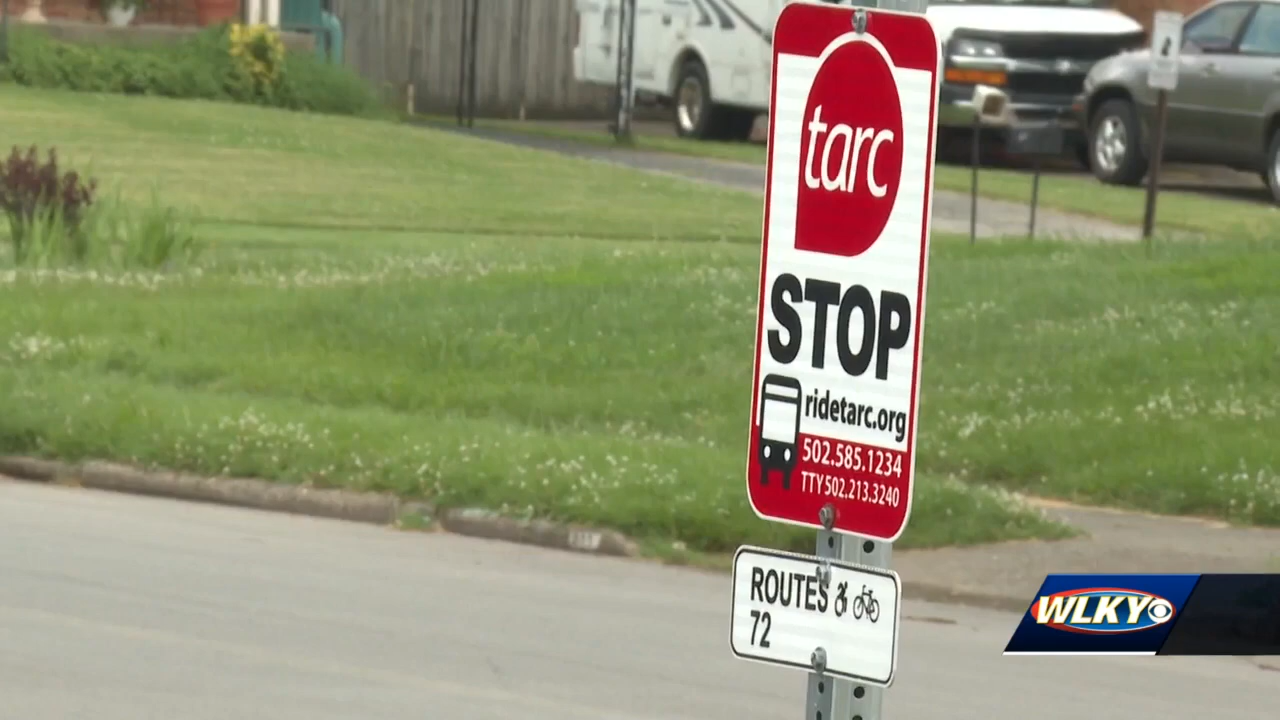 tarc
STOP
ridetarc.org
502.585.1234
TTY 502.213.3240
ROUTES
72
WLKY